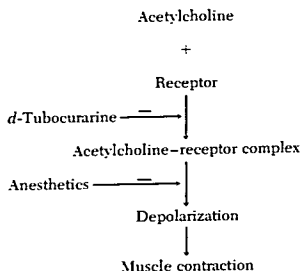 Acetylcholine
+
Receptor
d-Tubocurarine –
Acetylcholine–receptor complex
Anesthetics –
Depolarization
Muscle contraction